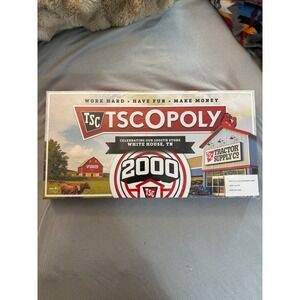 WORK HARD • HAVE FUN • MAKE MONEY
TSC TSCOPOLY
CELEBRATING OUR 2000TH STORE
WHITE HOUSE, TN
2000
TSC
TRACTOR
SUPPLY CO